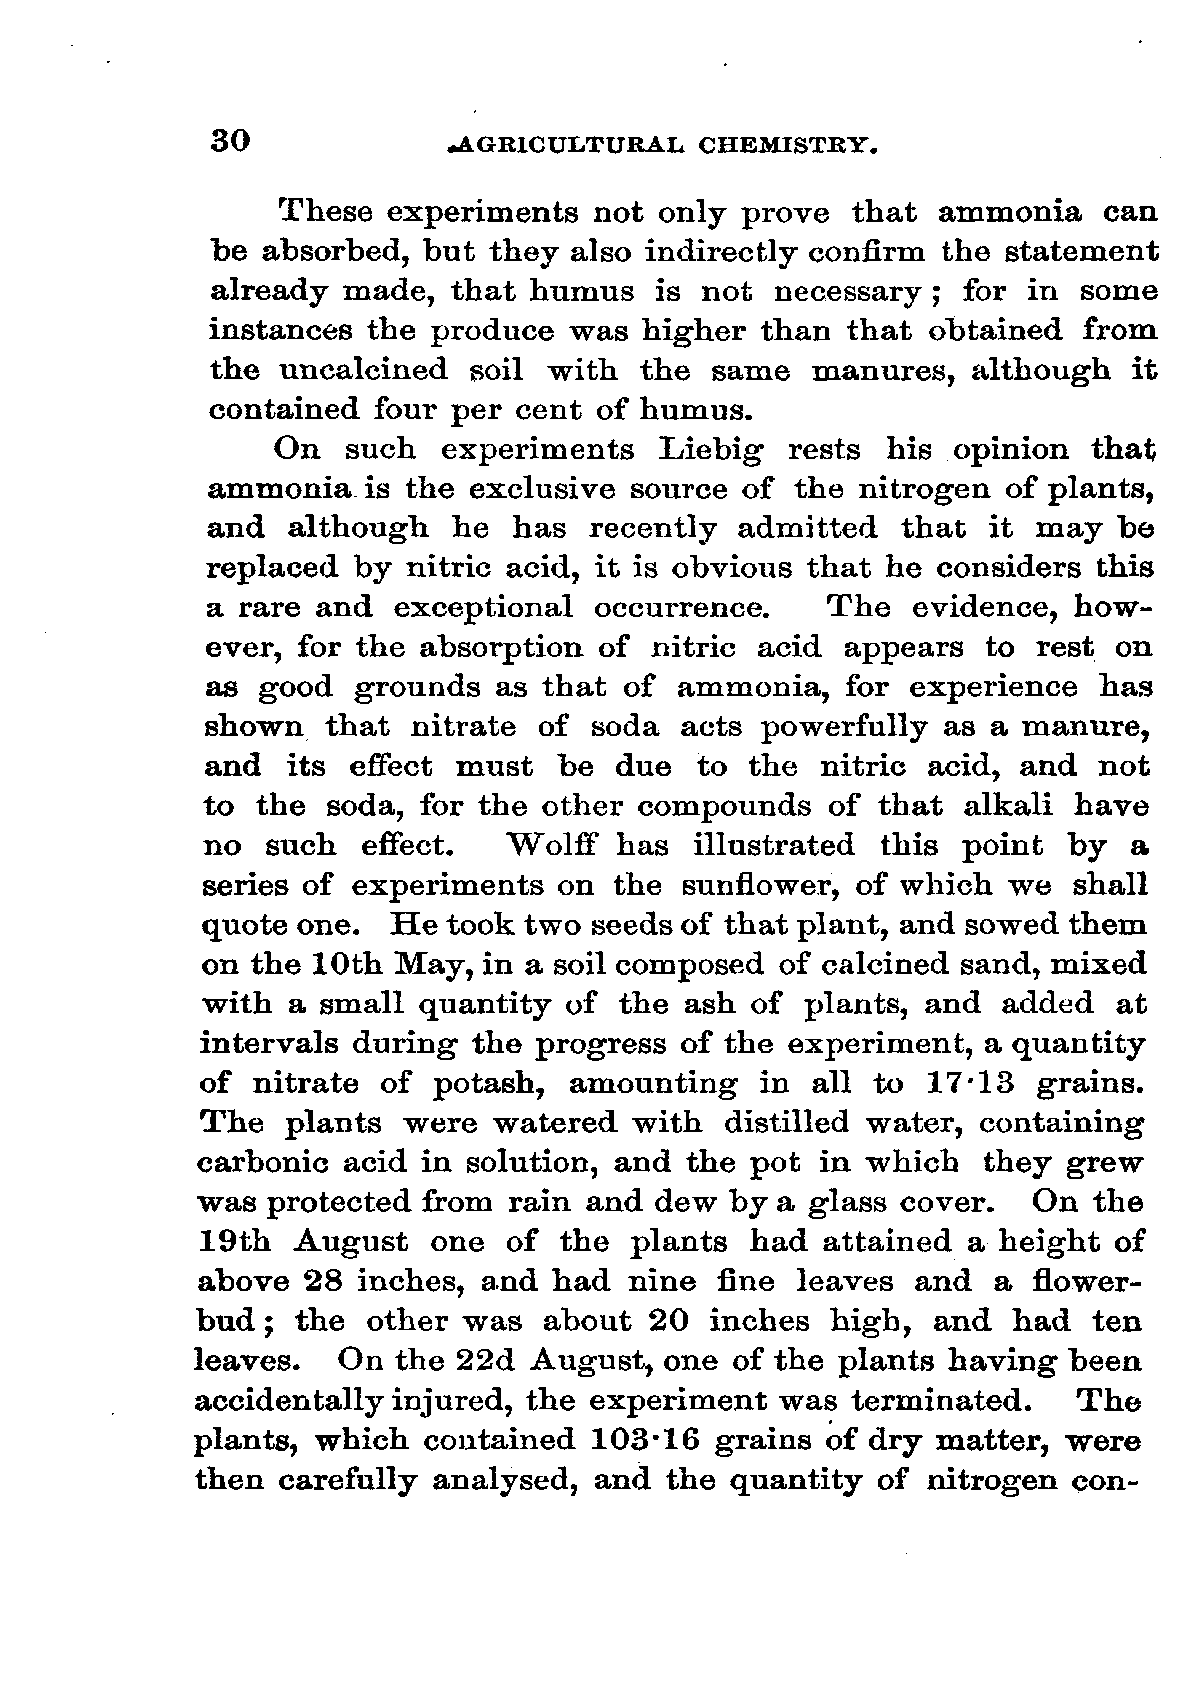 30 AGRICULTURAL CHEMISTRY.
These experiments not only prove that ammonia can
be absorbed, but they also indirectly confirm the statement
already made, that humus is not necessary; for in some
instances the produce was higher than that obtained from
the uncalcined soil with the same manures, although it
contained four per cent of humus.
On such experiments Liebig rests his opinion that
ammonia is the exclusive source of the nitrogen of plants,
and although he has recently admitted that it may be
replaced by nitric acid, it is obvious that he considers this
a rare and exceptional occurrence. The evidence, how-
ever, for the absorption of nitric acid appears to rest on
as good grounds as that of ammonia, for experience has
shown that nitrate of soda acts powerfully as a manure,
and its effect must be due to the nitric acid, and not
to the soda, for the other compounds of that alkali have
no such effect. Wolff has illustrated this point by a
series of experiments on the sunflower, of which we shall
quote one. He took two seeds of that plant, and sowed them
on the 10th May, in a soil composed of calcined sand, mixed
with a small quantity of the ash of plants, and added at
intervals during the progress of the experiment, a quantity
of nitrate of potash, amounting in all to 17·13 grains.
The plants were watered with distilled water, containing
carbonic acid in solution, and the pot in which they grew
was protected from rain and dew by a glass cover. On the
19th August one of the plants had attained a height of
above 28 inches, and had nine fine leaves and a flower-
bud; the other was about 20 inches high, and had ten
leaves. On the 22d August, one of the plants having been
accidentally injured, the experiment was terminated. The
plants, which contained 103·16 grains of dry matter, were
then carefully analysed, and the quantity of nitrogen con-